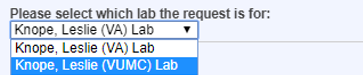 Please select which lab the request is for:
Knope, Leslie (VA) Lab
Knope, Leslie (VA) Lab
Knope, Leslie (VUMC) Lab